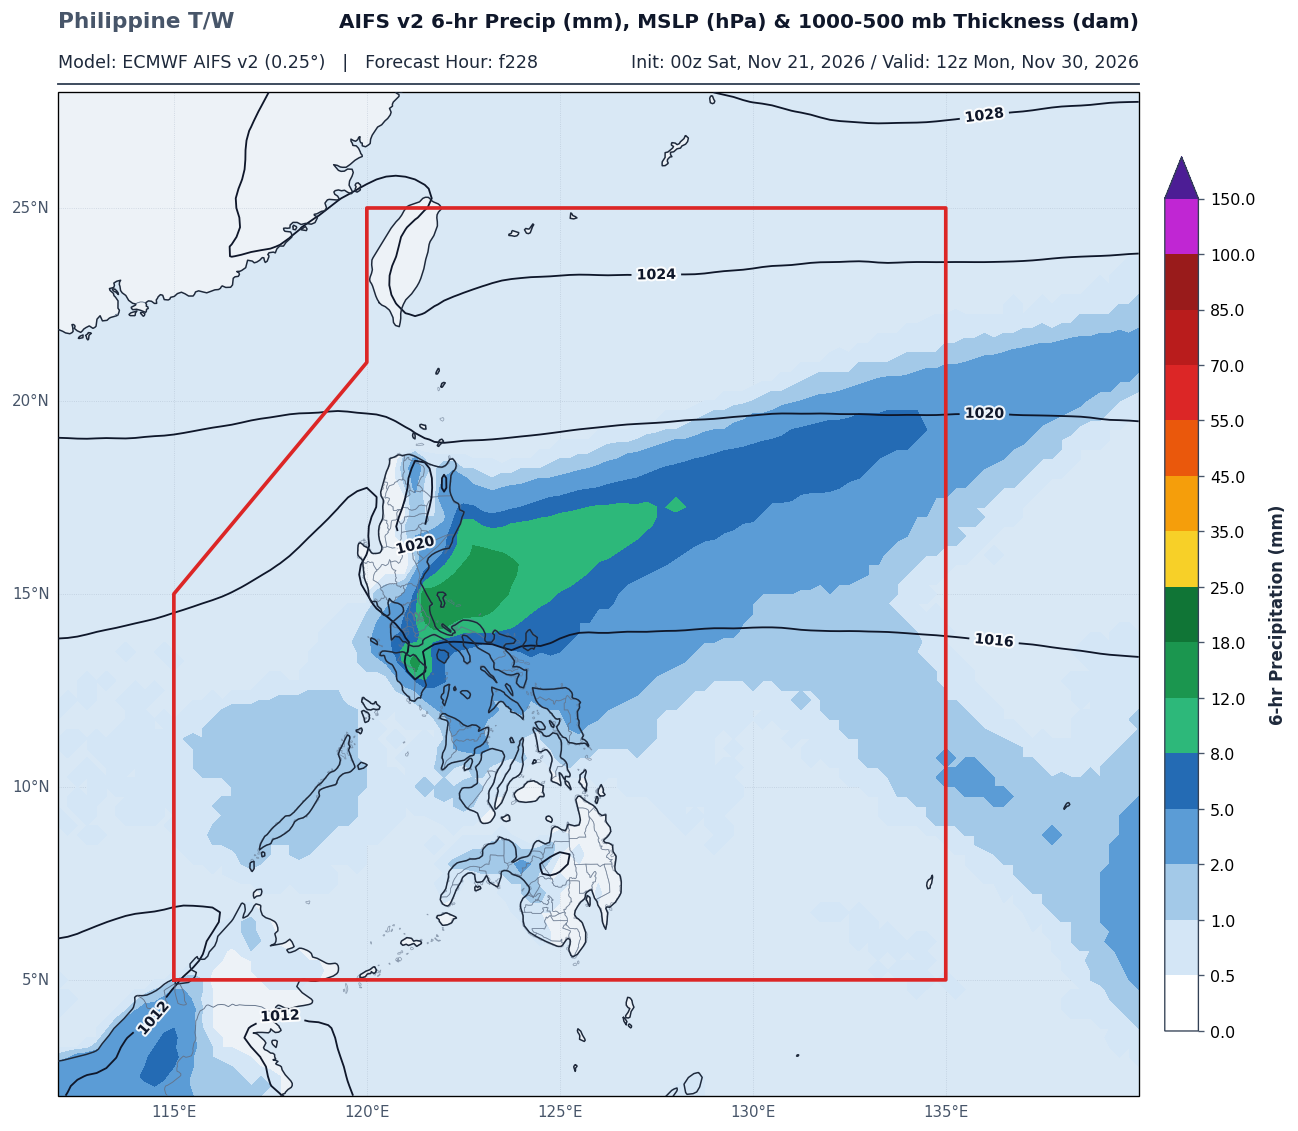 Philippine T/W
AIFS v2 6-hr Precip (mm), MSLP (hPa) & 1000-500 mb Thickness (dam)
Model: ECMWF AIFS v2 (0.25°) | Forecast Hour: f228
Init: 00z Sat, Nov 21, 2026 / Valid: 12z Mon, Nov 30, 2026
1028
25°N
1024
20°N
1020
1020
15°N
1016
10°N
5°N
1012
1012
115°E
120°E
125°E
130°E
135°E
150.0
100.0
85.0
70.0
55.0
45.0
35.0
25.0
18.0
12.0
8.0
5.0
2.0
1.0
0.5
0.0
6-hr Precipitation (mm)